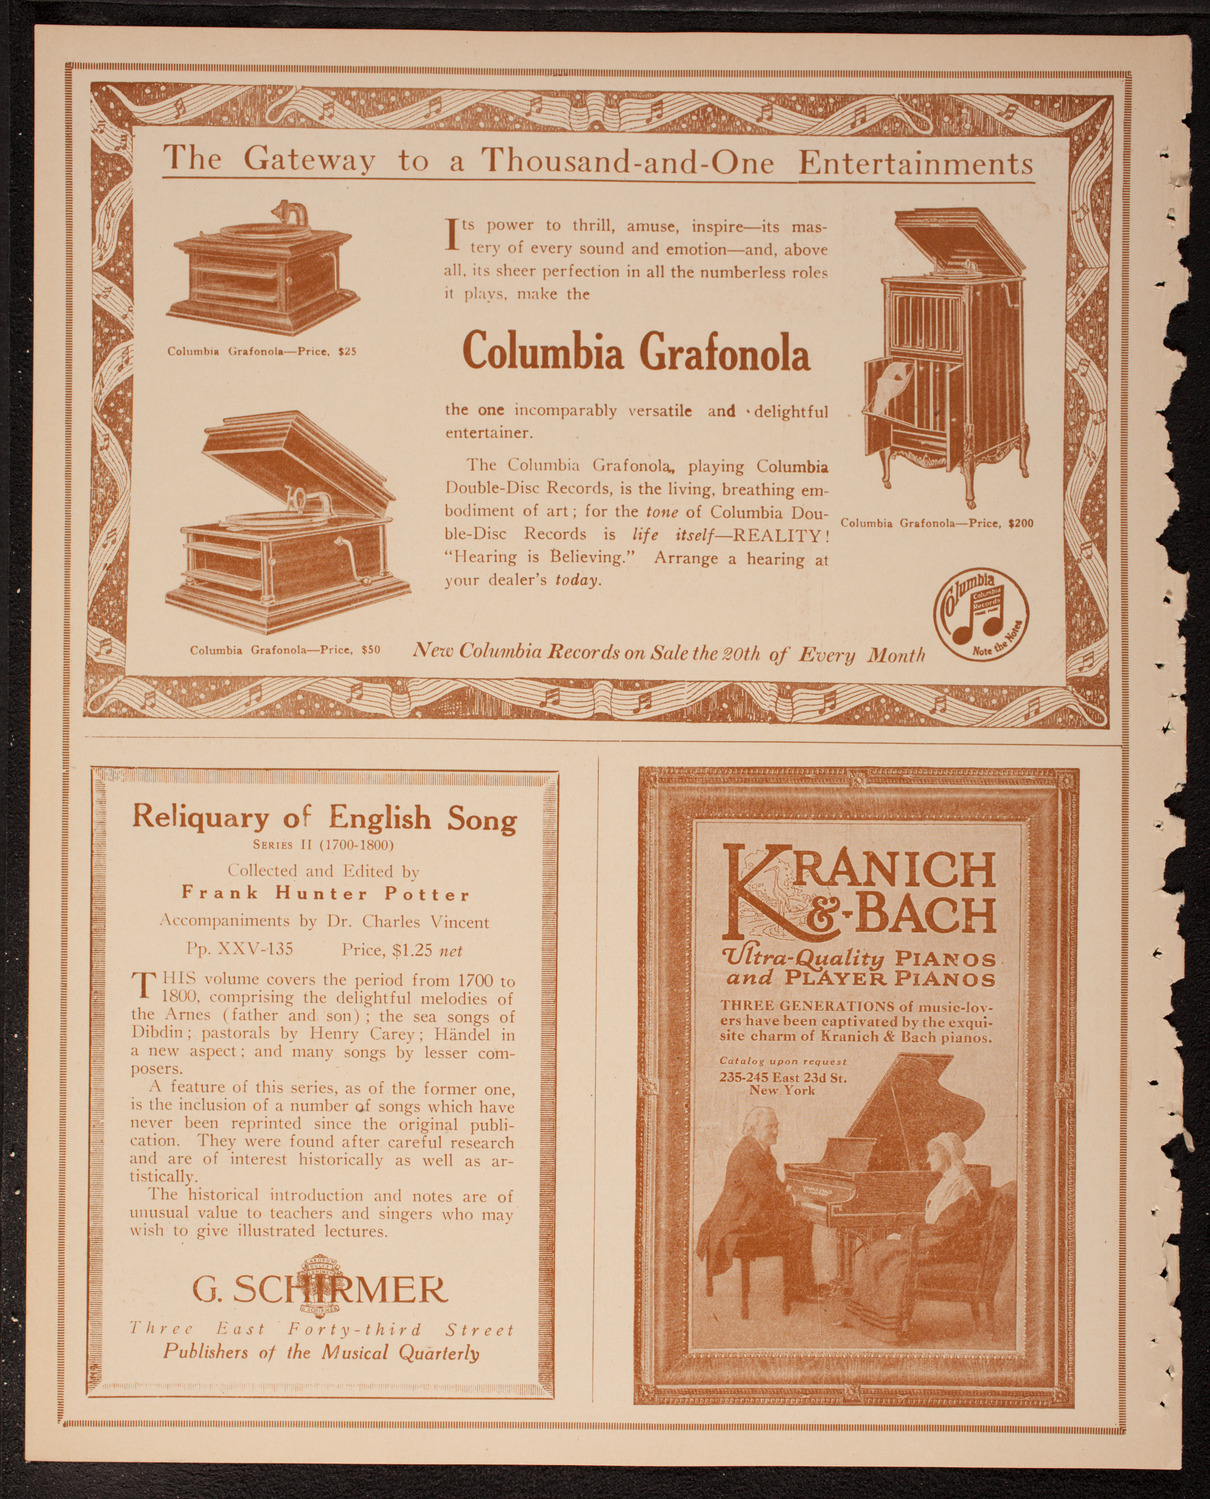 The Gateway to a Thousand-and-One Entertainments
Columbia Grafonola—Price, $25
Columbia Grafonola—Price, $50
Its power to thrill, amuse, inspire—its mas-
tery of every sound and emotion—and, above
all, its sheer perfection in all the numberless roles
it plays, make the
Columbia Grafonola
the one incomparably versatile and delightful
entertainer.
The Columbia Grafonola, playing Columbia
Double-Disc Records, is the living, breathing em-
bodiment of art; for the tone of Columbia Dou-
ble-Disc Records is life itself—REALITY!
“Hearing is Believing.” Arrange a hearing at
your dealer's today.
Columbia Grafonola—Price, $200
Columbia
Columbia
Records
Note the Notes
New Columbia Records on Sale the 20th of Every Month
Reliquary of English Song
SERIES II (1700-1800)
Collected and Edited by
Frank Hunter Potter
Accompaniments by Dr. Charles Vincent
Pp. XXV-135 Price, $1.25 net
THIS volume covers the period from 1700 to
1800, comprising the delightful melodies of
the Arnes (father and son); the sea songs of
Dibdin; pastorals by Henry Carey; Händel in
a new aspect; and many songs by lesser com-
posers.
A feature of this series, as of the former one,
is the inclusion of a number of songs which have
never been reprinted since the original publi-
cation. They were found after careful research
and are of interest historically as well as ar-
tistically.
The historical introduction and notes are of
unusual value to teachers and singers who may
wish to give illustrated lectures.
G. SCHIRMER
Three East Forty-third Street
Publishers of the Musical Quarterly
KRANICH
&-BACH
Ultra-Quality PIANOS
and PLAYER PIANOS
THREE GENERATIONS of music-lov-
ers have been captivated by the exqui-
site charm of Kranich & Bach pianos.
Catalog upon request
235-245 East 23d St.
New York